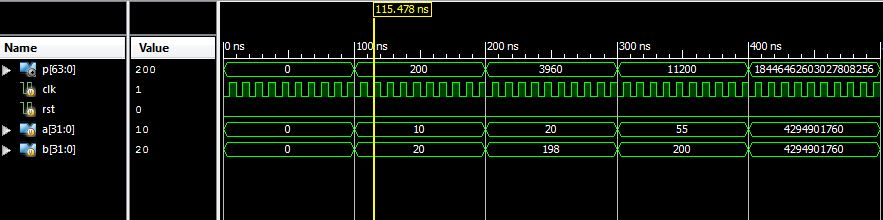 115.478 ns
Name Value 0 ns 100 ns 200 ns 300 ns 400 ns
p[63:0] 200 0 200 3960 11200 18446462603027808256
clk 1
rst 0
a[31:0] 10 0 10 20 55 4294901760
b[31:0] 20 0 20 198 200 4294901760